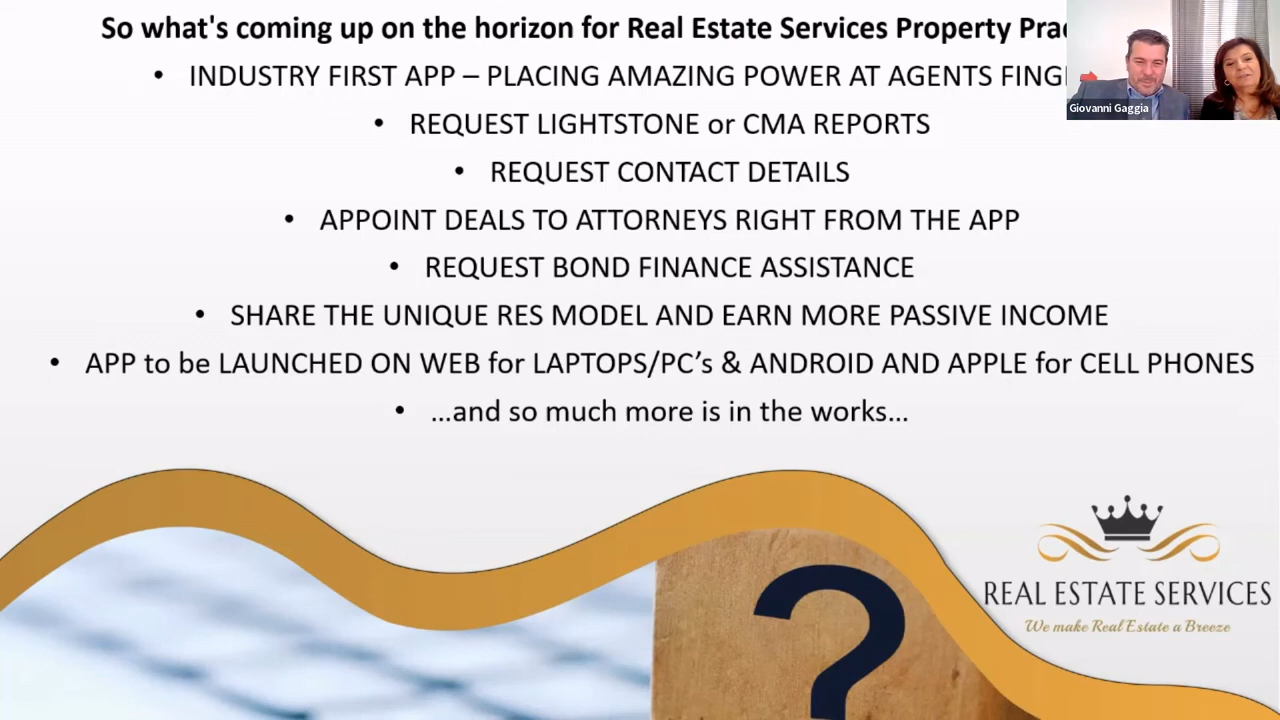 So what's coming up on the horizon for Real Estate Services Property
• INDUSTRY FIRST APP – PLACING AMAZING POWER AT AGENTS
Giovanni Gaggia
• REQUEST LIGHTSTONE or CMA REPORTS
• REQUEST CONTACT DETAILS
• APPOINT DEALS TO ATTORNEYS RIGHT FROM THE APP
• REQUEST BOND FINANCE ASSISTANCE
• SHARE THE UNIQUE RES MODEL AND EARN MORE PASSIVE INCOME
• APP to be LAUNCHED ON WEB for LAPTOPS/PC’s & ANDROID AND APPLE for CELL PHONES
• ...and so much more is in the works...
REAL ESTATE SERVICES
We make Real Estate a Breeze
?